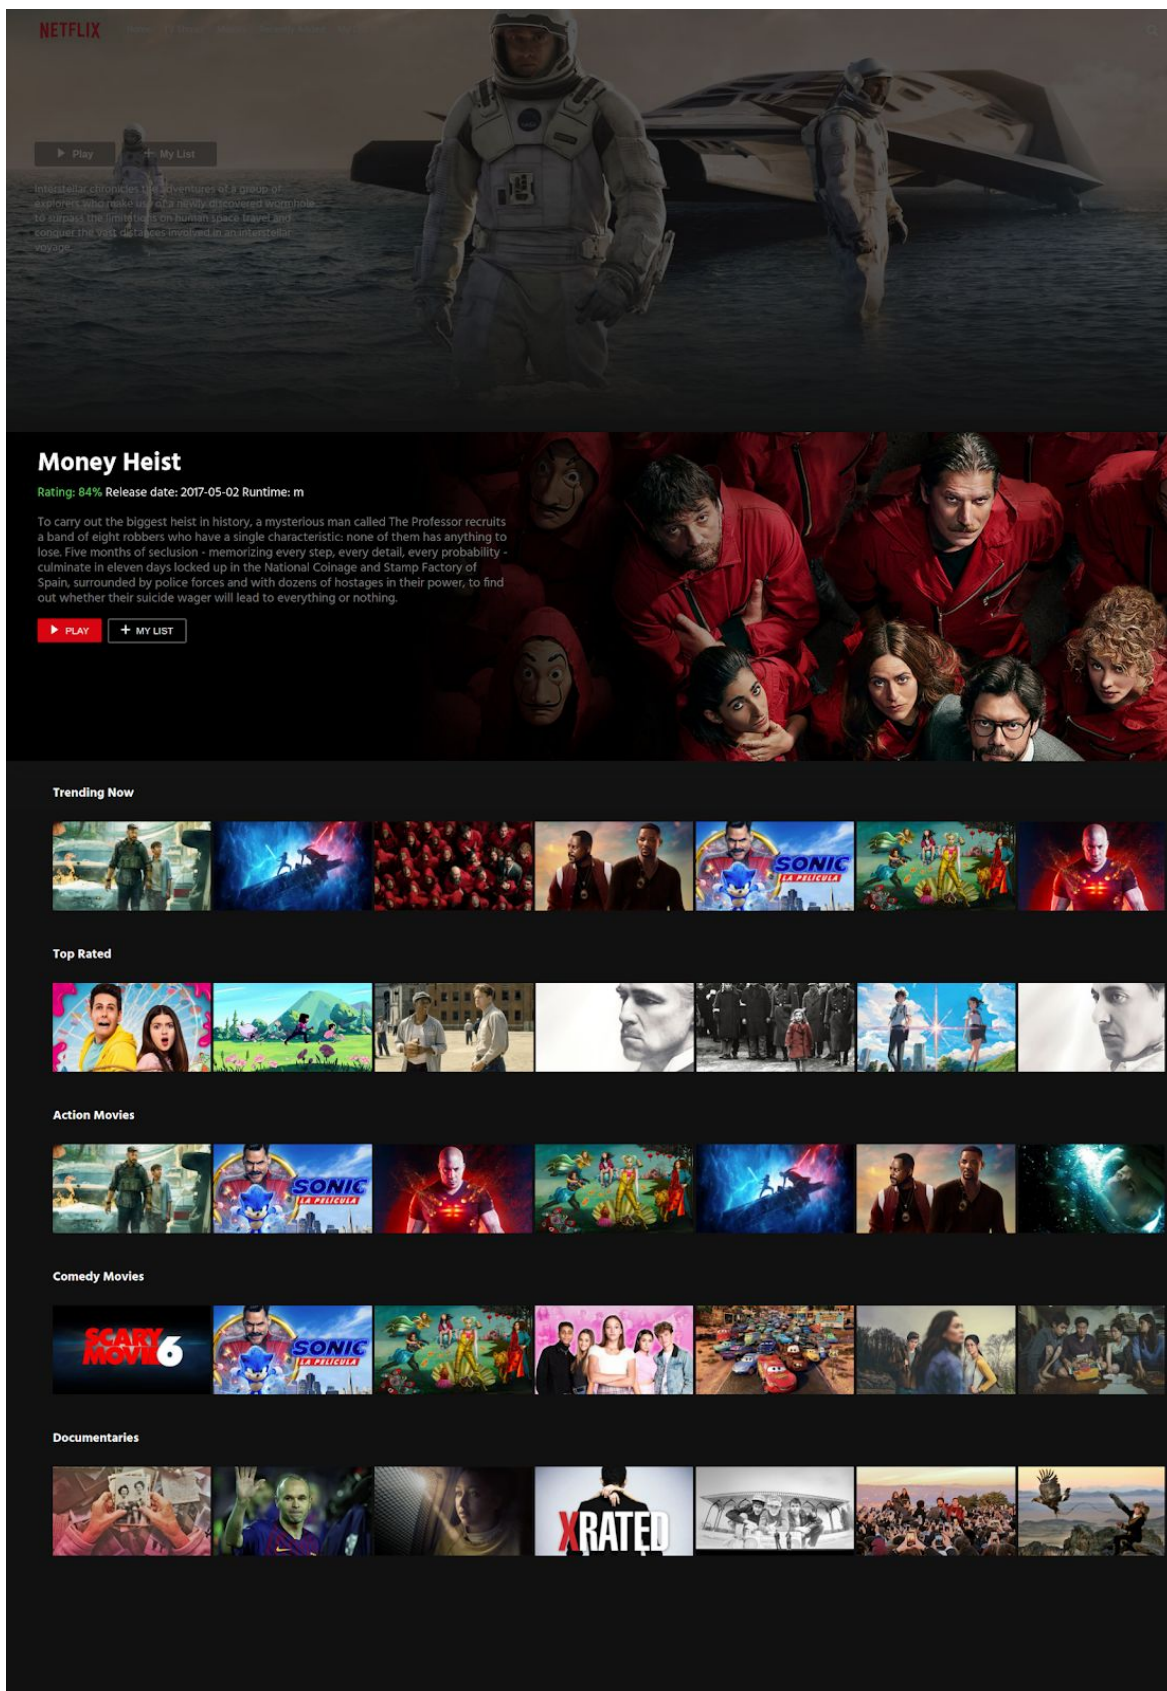 NETFLIX
Play
My List
Interstellar chronicles the adventures of a group of
explorers who make use of a newly discovered wormhole
to surpass the limitations on human space travel and
conquer the vast distances involved in an interstellar
voyage.
Money Heist
Rating: 84% Release date: 2017-05-02 Runtime: m
To carry out the biggest heist in history, a mysterious man called The Professor recruits
a band of eight robbers who have a single characteristic: none of them has anything to
lose. Five months of seclusion - memorizing every step, every detail, every probability -
culminate in eleven days locked up in the National Coinage and Stamp Factory of
Spain, surrounded by police forces and with dozens of hostages in their power, to find
out whether their suicide wager will lead to everything or nothing.
PLAY
MY LIST
Trending Now
SONIC
LA PELÍCULA
Top Rated
Action Movies
SONIC
LA PELÍCULA
Comedy Movies
SCARY
MOVIE 6
SONIC
LA PELÍCULA
Documentaries
XRATED